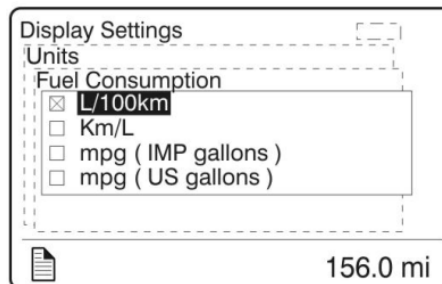 Display Settings
Units
Fuel Consumption
L/100km
Km/L
mpg ( IMP gallons )
mpg ( US gallons )
156.0 mi